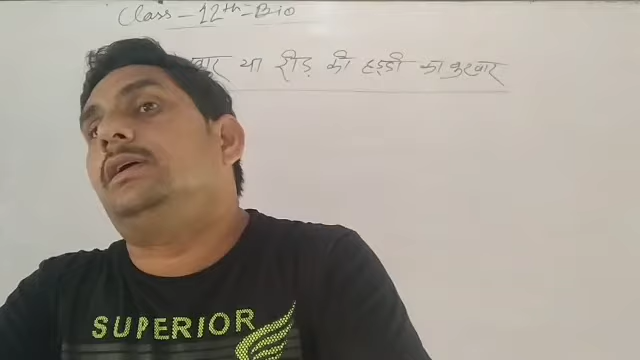 Class - 12th - Bio
या रीड़ की हड्डी का बुखार
SUPERIOR